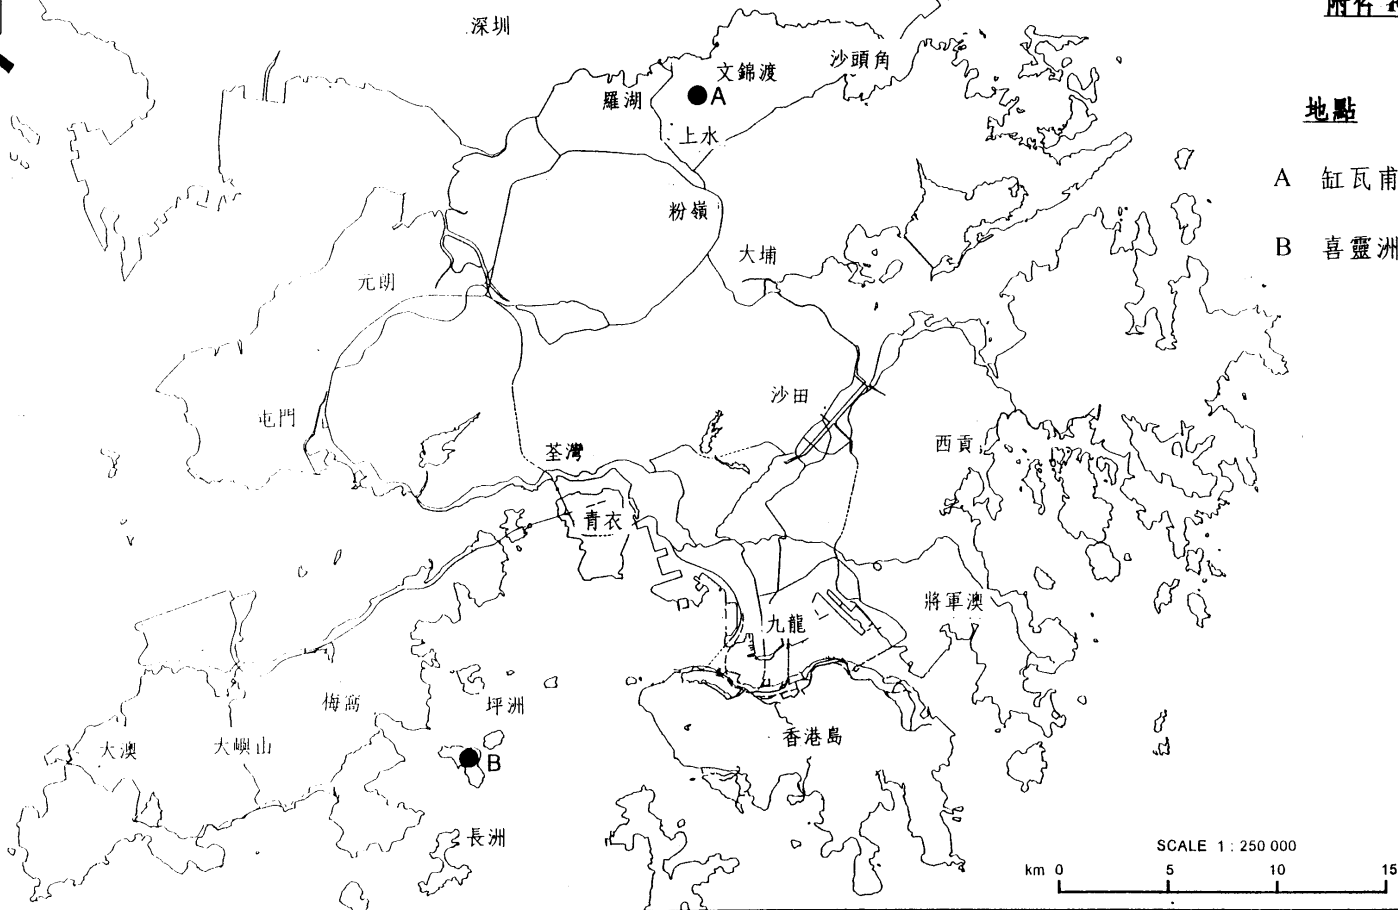 深圳
沙頭角
文錦渡
羅湖
A
地點
上水
A 缸瓦甫
粉嶺
B 喜靈洲
大埔
元朗
沙田
屯門
西貢
荃灣
青衣
將軍澳
九龍
梅窩
坪洲
大澳
大嶼山
香港島
B
長洲
SCALE 1 : 250 000
km 0 5 10 15